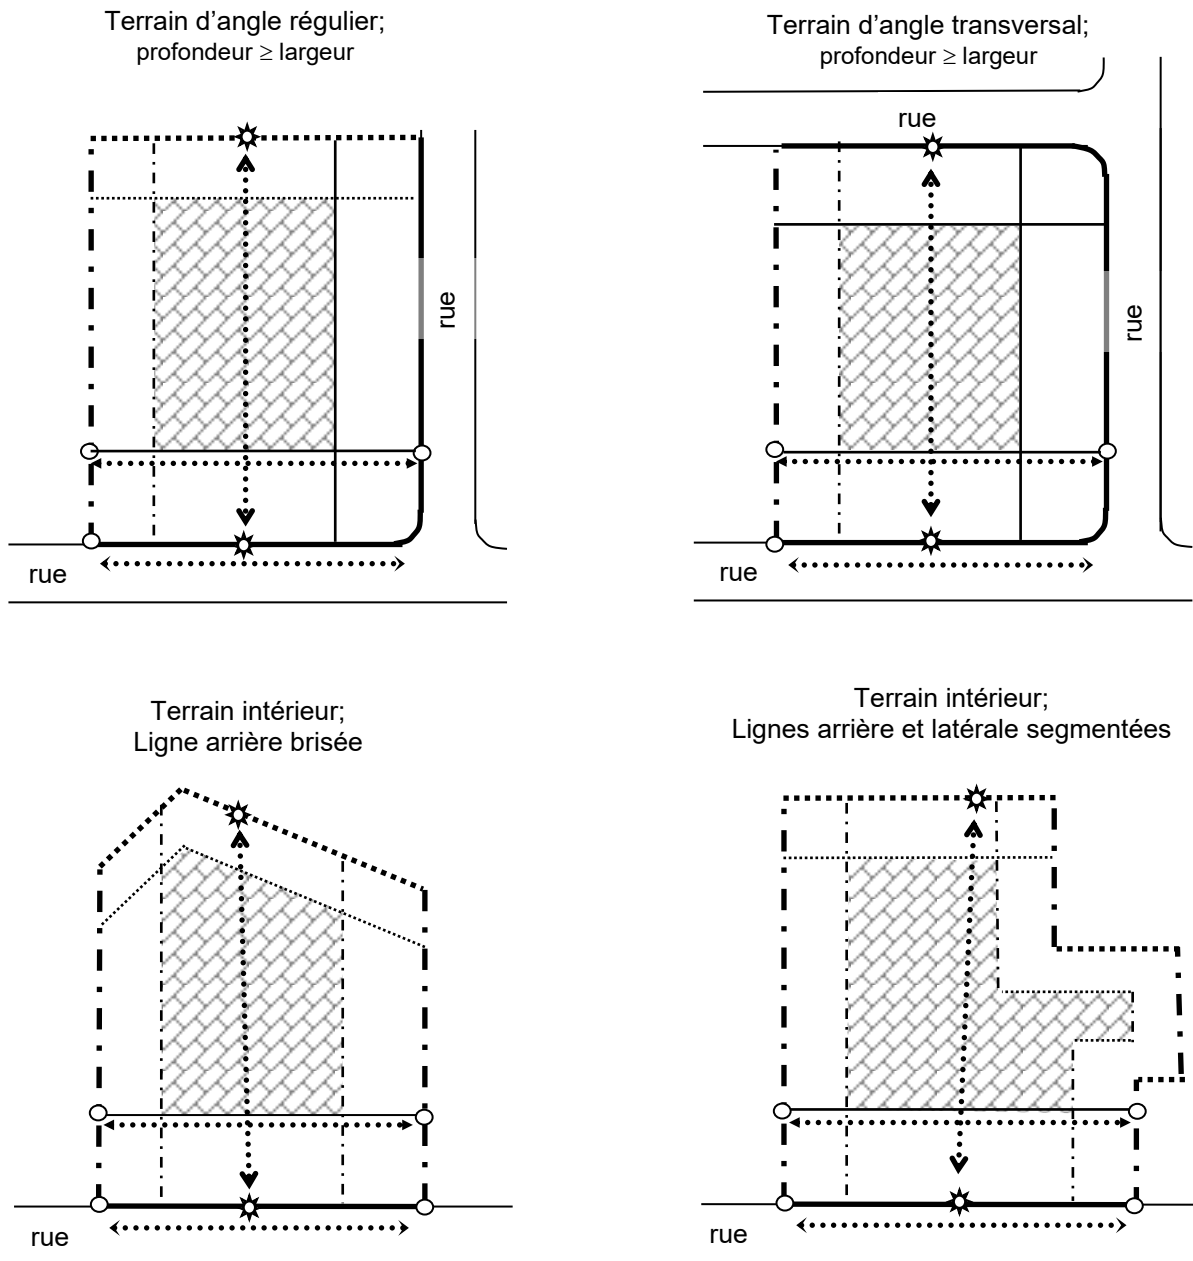 Terrain d’angle régulier;
profondeur ≥ largeur
rue
rue
Terrain d’angle transversal;
profondeur ≥ largeur
rue
rue
rue
Terrain intérieur;
Ligne arrière brisée
rue
Terrain intérieur;
Lignes arrière et latérale segmentées
rue